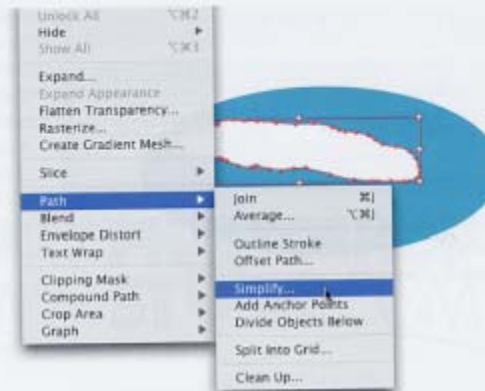 Unlock All ⌥⌘2
Hide
Show All ⌥⌘3
Expand...
Expand Appearance
Flatten Transparency...
Rasterize...
Create Gradient Mesh...
Slice
Path
Blend
Envelope Distort
Text Wrap
Clipping Mask
Compound Path
Crop Area
Graph
Join ⌘J
Average... ⌥⌘J
Outline Stroke
Offset Path...
Simplify...
Add Anchor Points
Divide Objects Below
Split Into Grid...
Clean Up...